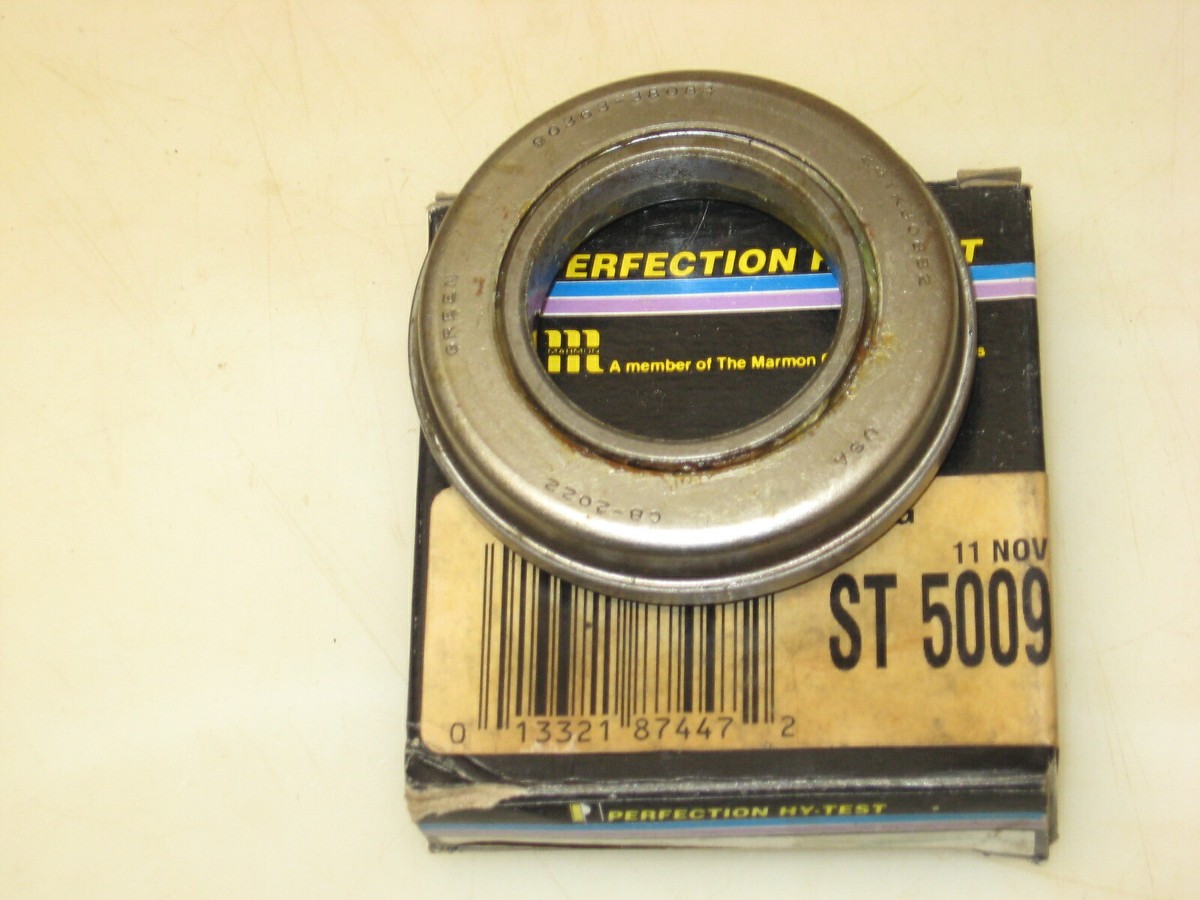 90363-38083
GREEN
USA
CB-2022
ERFECTION H T
MARMON
A member of The Marmon
11 NOV
ST 5009
0 13321 87447 2
PERFECTION HY-TEST